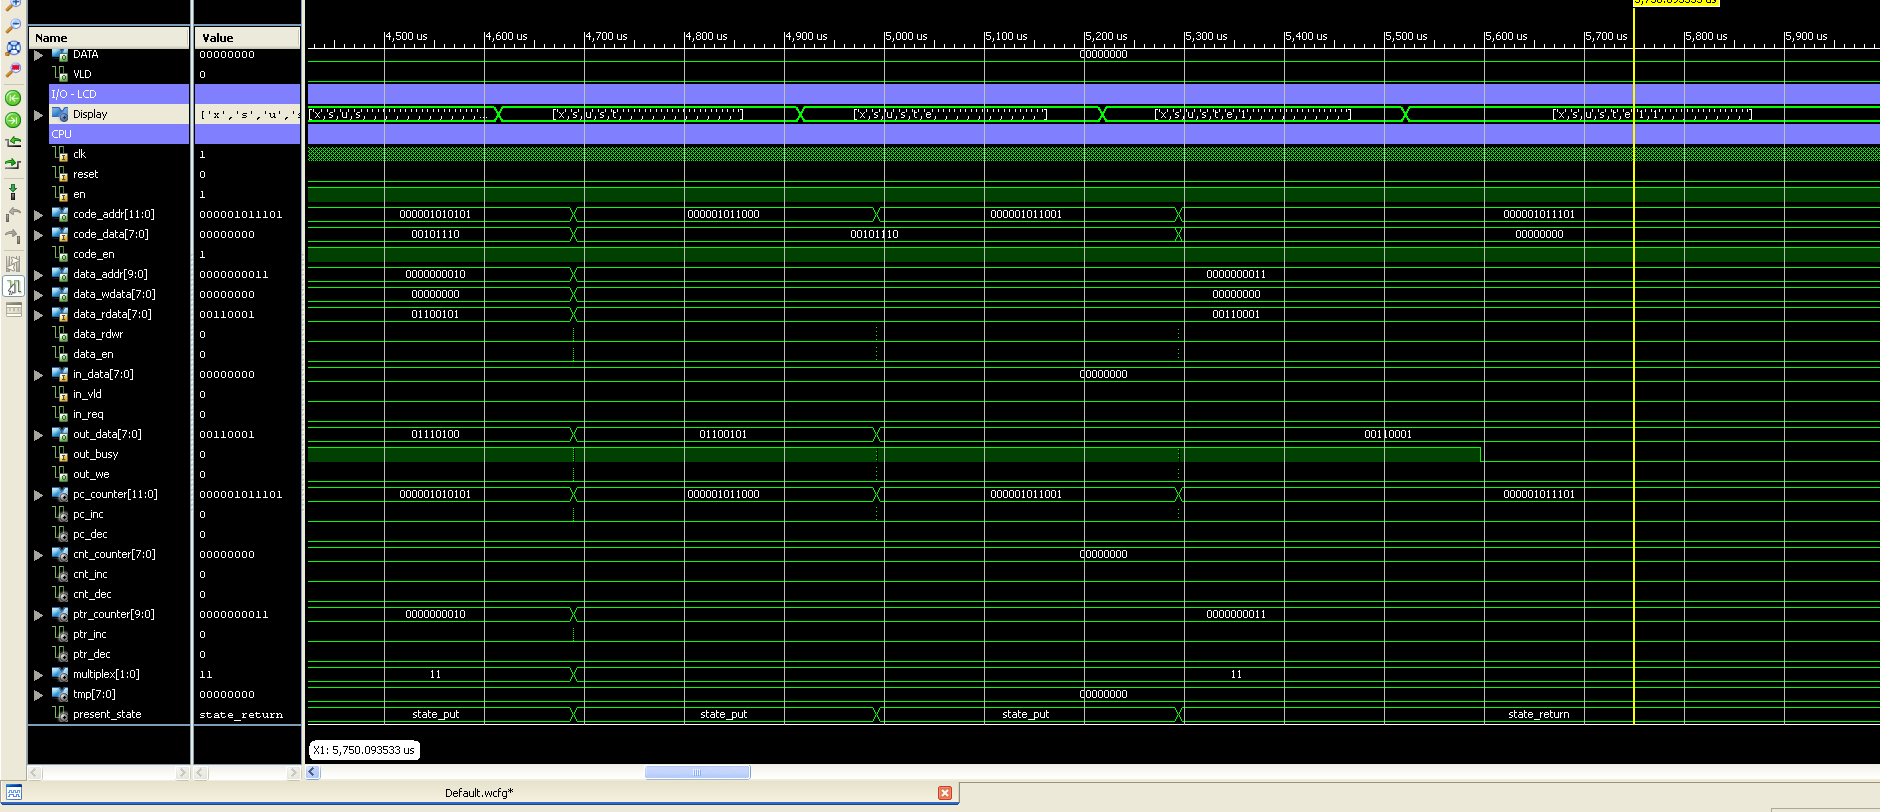 5,750.093533 us
Name Value
4,500 us 4,600 us 4,700 us 4,800 us 4,900 us 5,000 us 5,100 us 5,200 us 5,300 us 5,400 us 5,500 us 5,600 us 5,700 us 5,800 us 5,900 us
DATA 00000000 00000000
VLD 0
I/O - LCD
Display ['x','s','u','s ['x','s','u','s',' ... ['x','s','u','s','t',' ['x','s','u','s','t','e',' ['x','s','u','s','t','e','1',' ['x','s','u','s','t','e','1','1','
CPU
clk 1
reset 0
en 1
code_addr[11:0] 000001011101 000001010101 000001011000 000001011001 000001011101
code_data[7:0] 00000000 00101110 00101110 00000000
code_en 1
data_addr[9:0] 0000000011 0000000010 0000000011
data_wdata[7:0] 00000000 00000000 00000000
data_rdata[7:0] 00110001 01100101 00110001
data_rdwr 0
data_en 0
in_data[7:0] 00000000 00000000
in_vld 0
in_req 0
out_data[7:0] 00110001 01110100 01100101 00110001
out_busy 0
out_we 0
pc_counter[11:0] 000001011101 000001010101 000001011000 000001011001 000001011101
pc_inc 0
pc_dec 0
cnt_counter[7:0] 00000000 00000000
cnt_inc 0
cnt_dec 0
ptr_counter[9:0] 0000000011 0000000010 0000000011
ptr_inc 0
ptr_dec 0
multiplex[1:0] 11 11 11
tmp[7:0] 00000000 00000000
present_state state_return state_put state_put state_put state_return
X1: 5,750.093533 us
Default.wcfg*